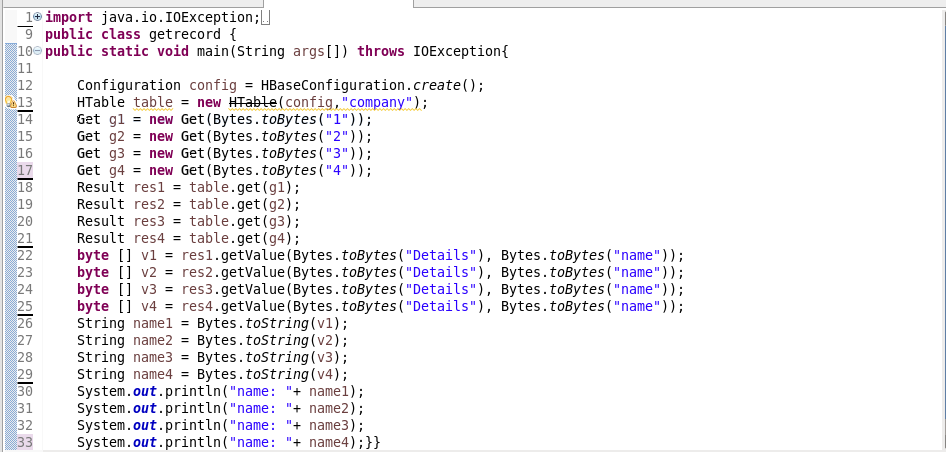 1 import java.io.IOException;
9 public class getrecord {
10 public static void main(String args[]) throws IOException{
11
12 Configuration config = HBaseConfiguration.create();
13 HTable table = new HTable(config,"company");
14 Get g1 = new Get(Bytes.toBytes("1"));
15 Get g2 = new Get(Bytes.toBytes("2"));
16 Get g3 = new Get(Bytes.toBytes("3"));
17 Get g4 = new Get(Bytes.toBytes("4"));
18 Result res1 = table.get(g1);
19 Result res2 = table.get(g2);
20 Result res3 = table.get(g3);
21 Result res4 = table.get(g4);
22 byte [] v1 = res1.getValue(Bytes.toBytes("Details"), Bytes.toBytes("name"));
23 byte [] v2 = res2.getValue(Bytes.toBytes("Details"), Bytes.toBytes("name"));
24 byte [] v3 = res3.getValue(Bytes.toBytes("Details"), Bytes.toBytes("name"));
25 byte [] v4 = res4.getValue(Bytes.toBytes("Details"), Bytes.toBytes("name"));
26 String name1 = Bytes.toString(v1);
27 String name2 = Bytes.toString(v2);
28 String name3 = Bytes.toString(v3);
29 String name4 = Bytes.toString(v4);
30 System.out.println("name: "+ name1);
31 System.out.println("name: "+ name2);
32 System.out.println("name: "+ name3);
33 System.out.println("name: "+ name4);}}